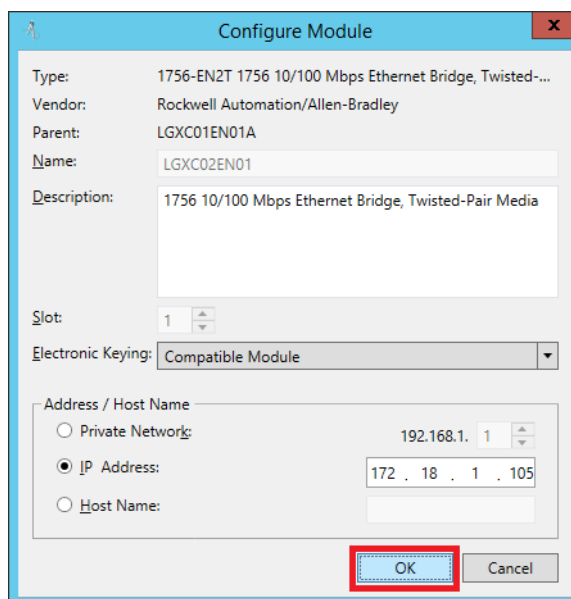 Configure Module
x
Type: 1756-EN2T 1756 10/100 Mbps Ethernet Bridge, Twisted-...
Vendor: Rockwell Automation/Allen-Bradley
Parent: LGXC01EN01A
Name: LGXC02EN01
Description: 1756 10/100 Mbps Ethernet Bridge, Twisted-Pair Media
Slot: 1
Electronic Keying: Compatible Module
Address / Host Name
Private Network: 192.168.1. 1
IP Address: 172 . 18 . 1 . 105
Host Name:
OK Cancel